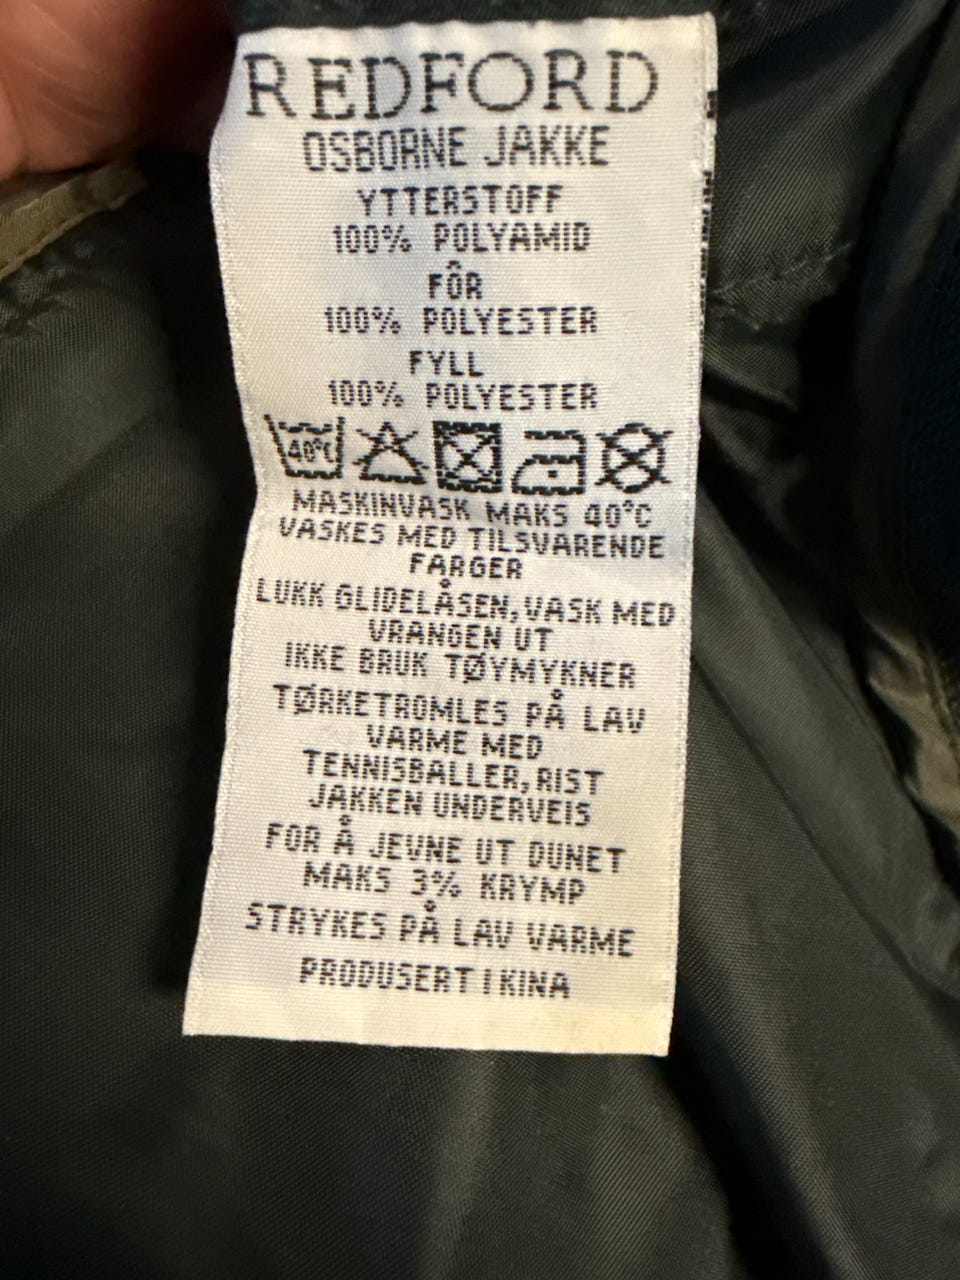 REDFORD
OSBORNE JAKKE
YTTERSTOFF
100% POLYAMID
FÔR
100% POLYESTER
FYLL
100% POLYESTER
40°C
MASKINVASK MAKS 40°C
VASKES MED TILSVARENDE
FARGER
LUKK GLIDELÅSEN, VASK MED
VRANGEN UT
IKKE BRUK TØYMYKNER
TØRKETROMLES PÅ LAV
VARME MED
TENNISBALLER, RIST
JAKKEN UNDERVEIS
FOR Å JEVNE UT DUNET
MAKS 3% KRYMP
STRYKES PÅ LAV VARME
PRODUSERT I KINA